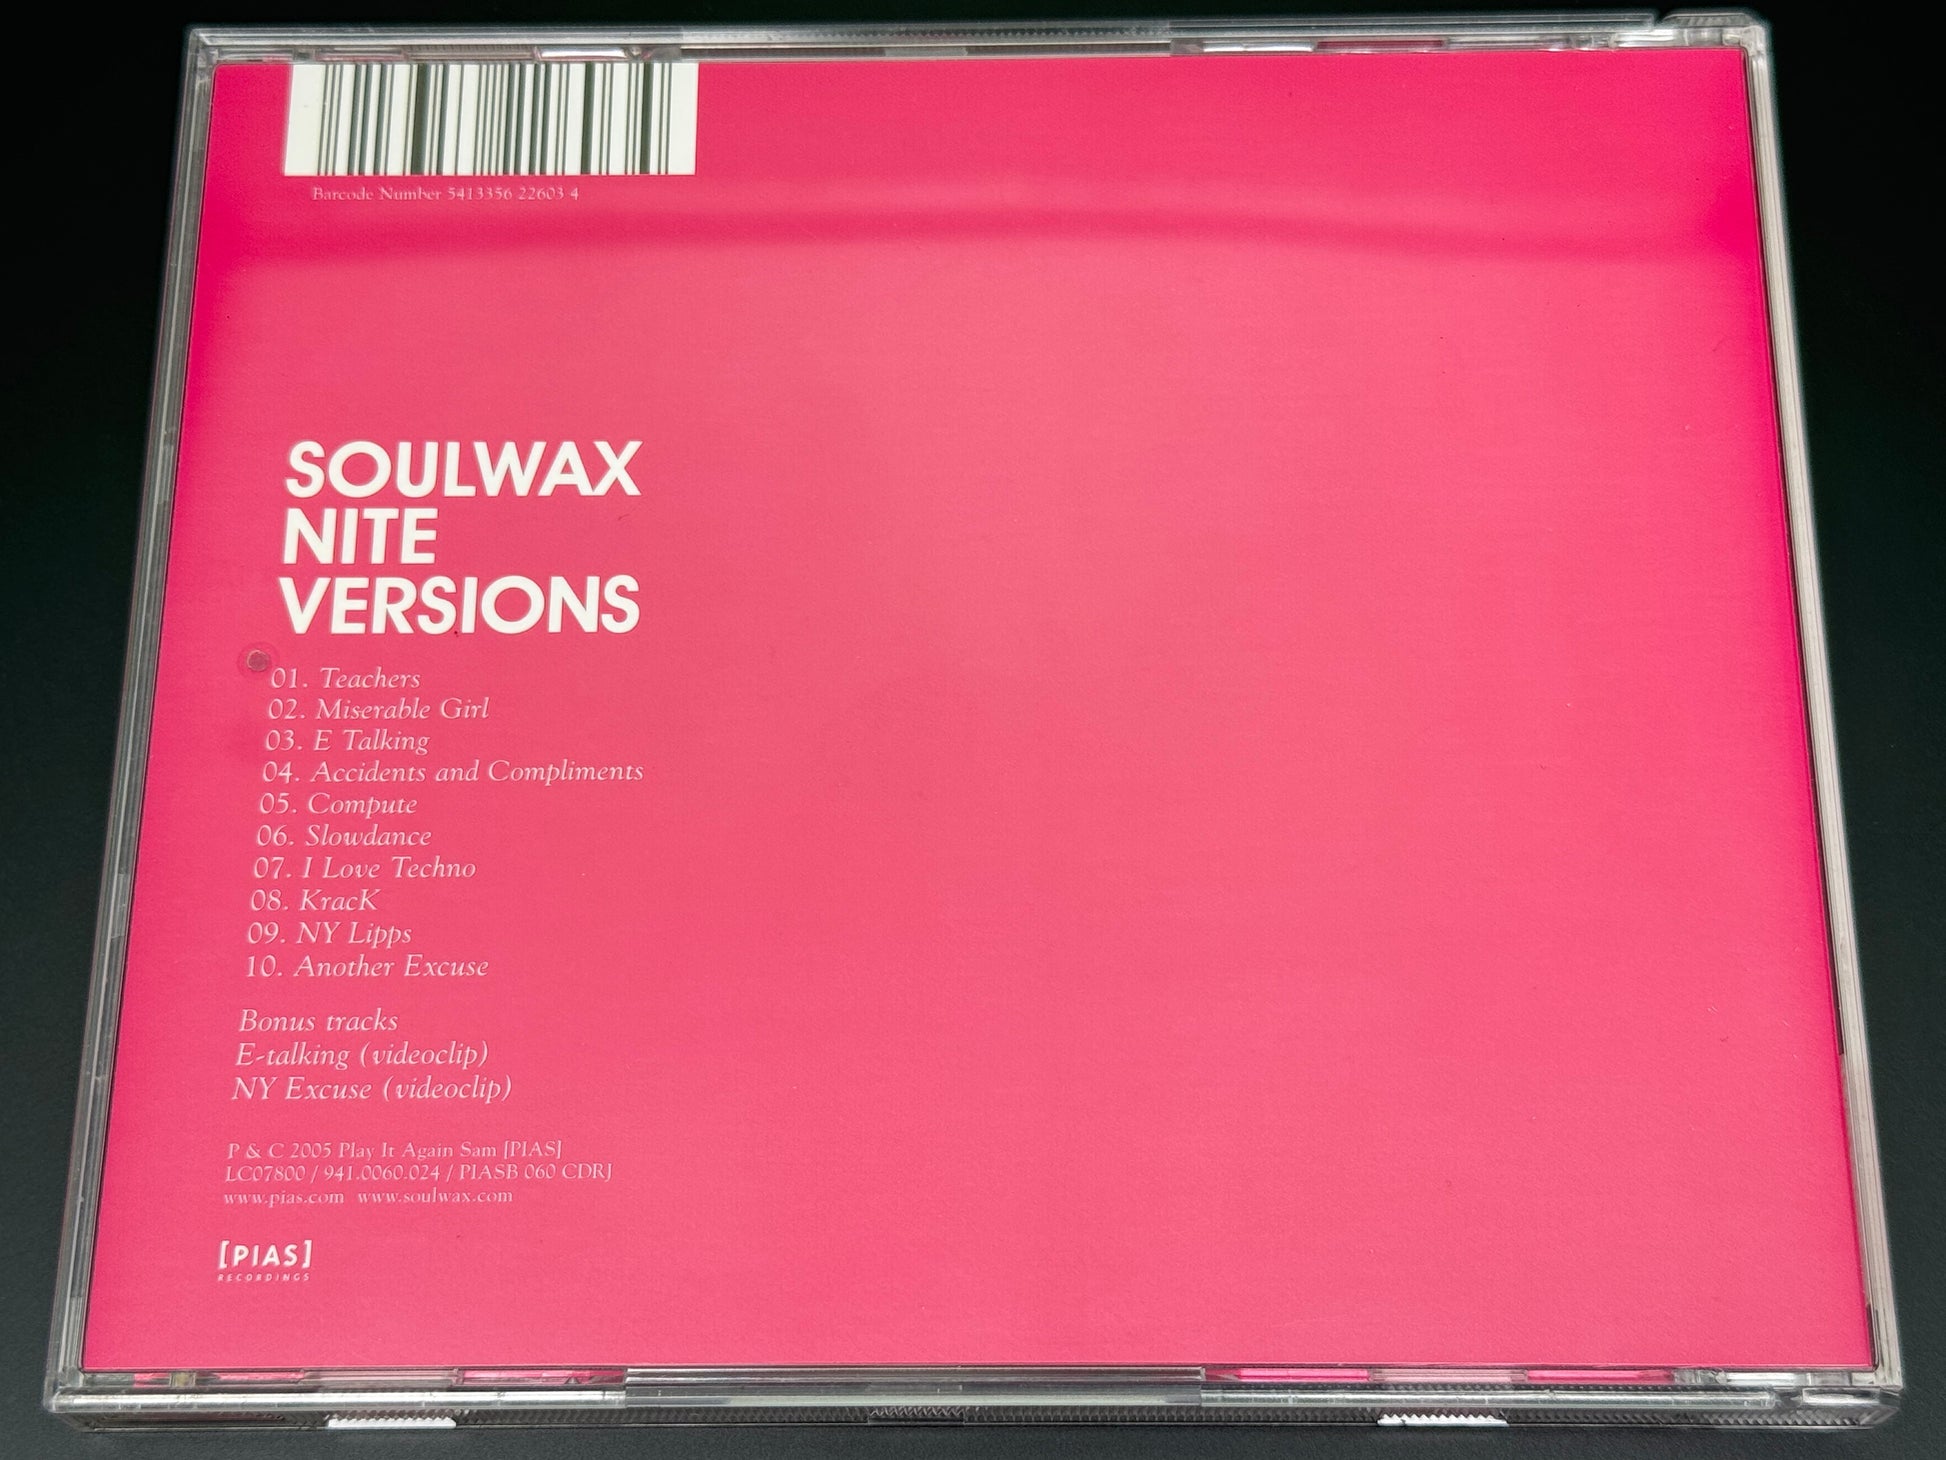 Barcode Number 5413356 22603 4
SOULWAX
NITE
VERSIONS
01. Teachers
02. Miserable Girl
03. E Talking
04. Accidents and Compliments
05. Compute
06. Slowdance
07. I Love Techno
08. KracK
09. NY Lipps
10. Another Excuse
Bonus tracks
E-talking (videoclip)
NY Excuse (videoclip)
P & C 2005 Play It Again Sam [PIAS]
LC07800 / 941.0060.024 / PIASB 060 CDRJ
www.pias.com www.soulwax.com
[PIAS]
RECORDINGS